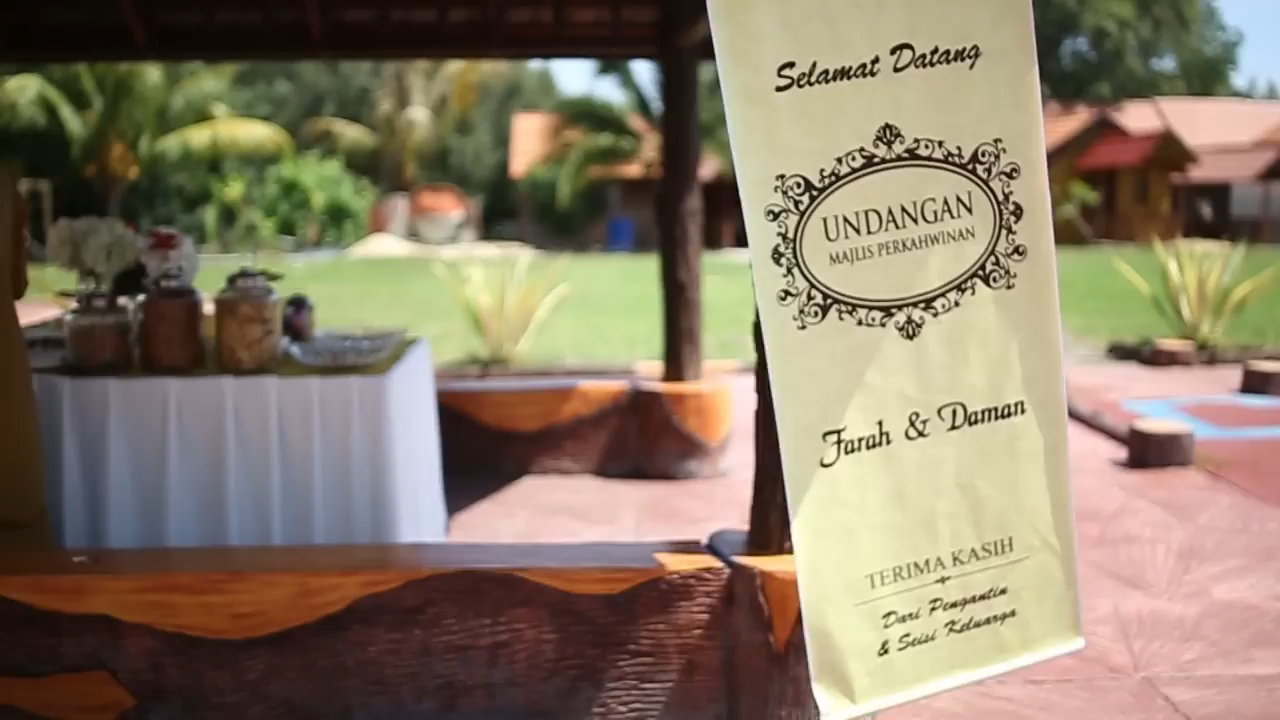 Selamat Datang
UNDANGAN
MAJLIS PERKAHWINAN
Farah & Daman
TERIMA KASIH
Dari Pengantin
& Seisi Keluarga